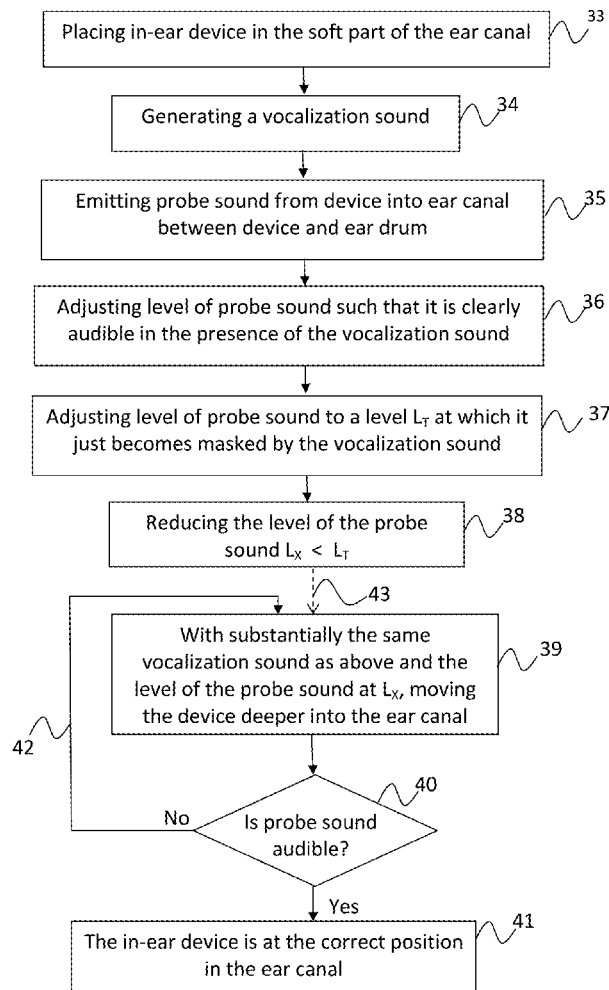 Placing in-ear device in the soft part of the ear canal
33
Generating a vocalization sound
34
Emitting probe sound from device into ear canal
between device and ear drum
35
Adjusting level of probe sound such that it is clearly
audible in the presence of the vocalization sound
36
Adjusting level of probe sound to a level LT at which it
just becomes masked by the vocalization sound
37
Reducing the level of the probe
sound LX < LT
38
43
With substantially the same
vocalization sound as above and the
level of the probe sound at LX, moving
the device deeper into the ear canal
39
42
40
No
Is probe sound
audible?
Yes
41
The in-ear device is at the correct position
in the ear canal